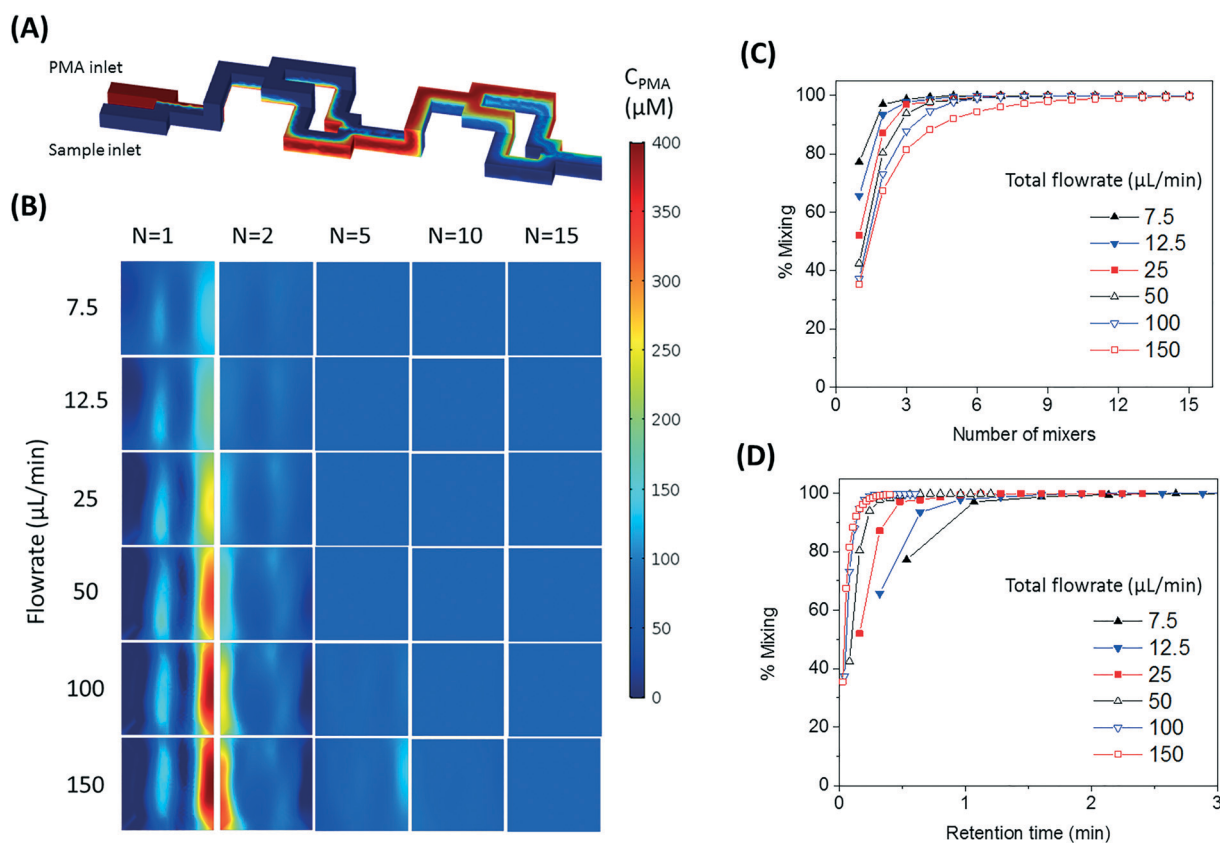 (A)
PMA inlet
Sample inlet
C_PMA
(µM)
400
350
300
250
200
150
100
50
0
(B)
N=1 N=2 N=5 N=10 N=15
Flowrate (µL/min)
7.5
12.5
25
50
100
150
(C)
% Mixing
100
80
60
40
20
0
Total flowrate (µL/min)
7.5
12.5
25
50
100
150
0 3 6 9 12 15
Number of mixers
(D)
% Mixing
100
80
60
40
20
0
Total flowrate (µL/min)
7.5
12.5
25
50
100
150
0 1 2 3
Retention time (min)